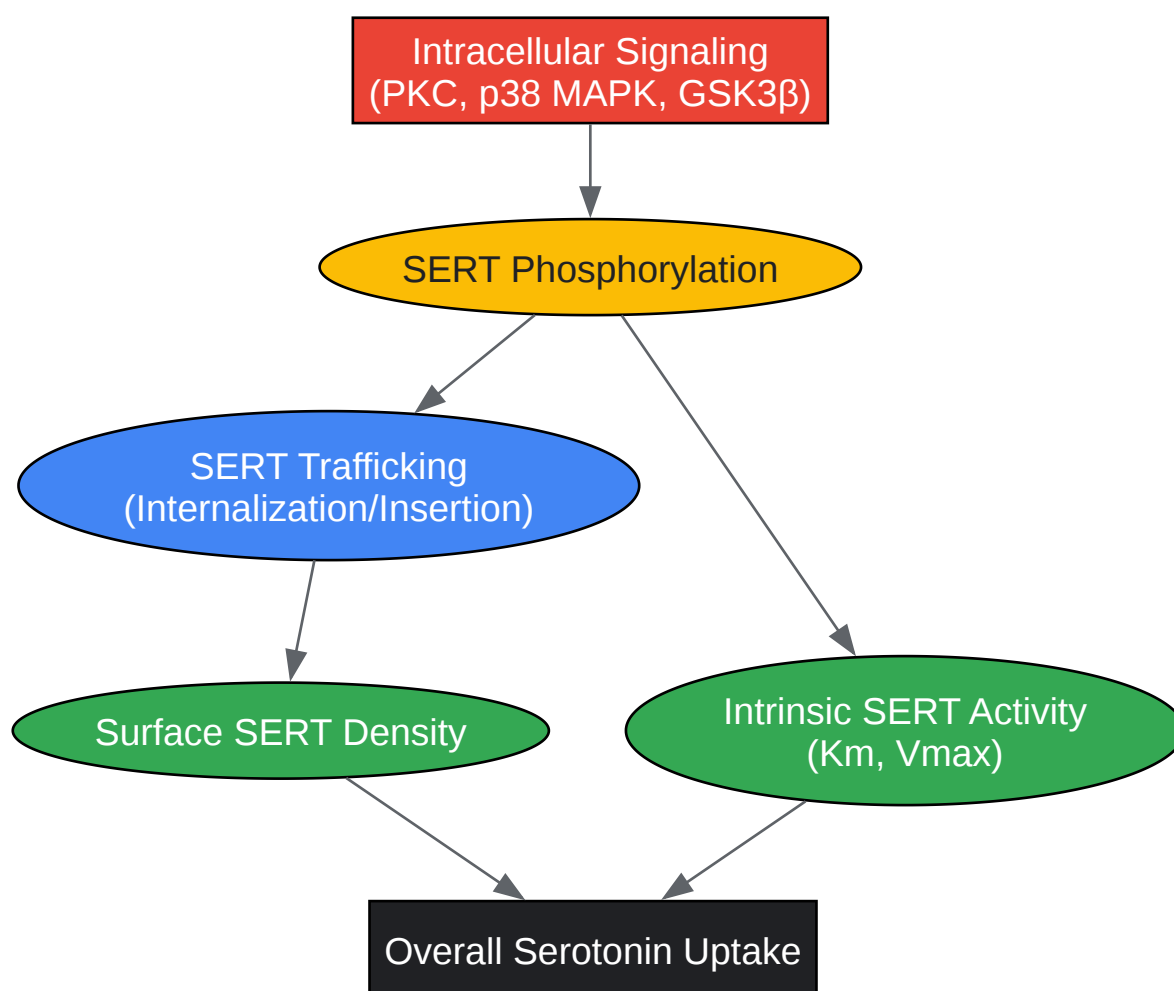 Intracellular Signaling
(PKC, p38 MAPK, GSK3β)
SERT Phosphorylation
SERT Trafficking
(Internalization/Insertion)
Surface SERT Density
Intrinsic SERT Activity
(Km, Vmax)
Overall Serotonin Uptake